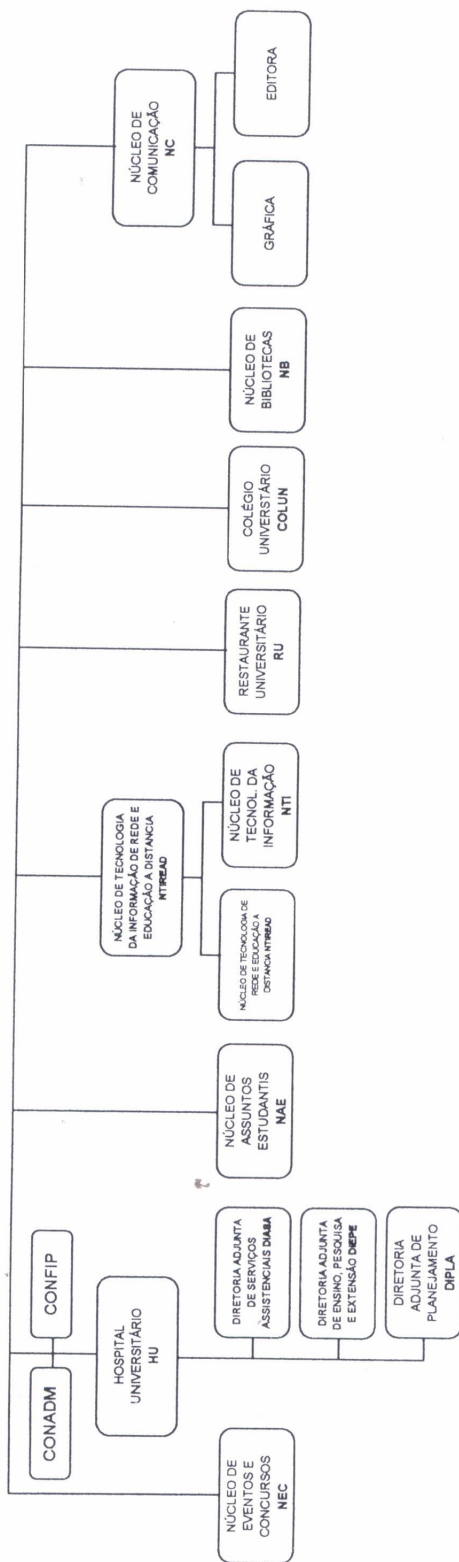 CONADM
CONFIP
NÚCLEO DE
EVENTOS E
CONCURSOS
NEC
HOSPITAL
UNIVERSITÁRIO
HU
DIRETORIA ADJUNTA
DE SERVIÇOS
ASSISTENCIAIS DIASA
DIRETORIA ADJUNTA
DE ENSINO, PESQUISA
E EXTENSÃO DIEPE
DIRETORIA
ADJUNTA DE
PLANEJAMENTO
DIPLA
NÚCLEO DE
ASSUNTOS
ESTUDANTIS
NAE
NÚCLEO DE TECNOLOGIA
DA INFORMAÇÃO DE REDE E
EDUCAÇÃO A DISTANCIA
NTIREAD
NÚCLEO DE TECNOLOGIA DE
REDE E EDUCAÇÃO A
DISTANCIA NTIREAD
NÚCLEO DE
TECNOL. DA
INFORMAÇÃO
NTI
RESTAURANTE
UNIVERSITÁRIO
RU
COLÉGIO
UNIVERSTÁRIO
COLUN
NÚCLEO DE
BIBLIOTECAS
NB
NÚCLEO DE
COMUNICAÇÃO
NC
GRÁFICA
EDITORA